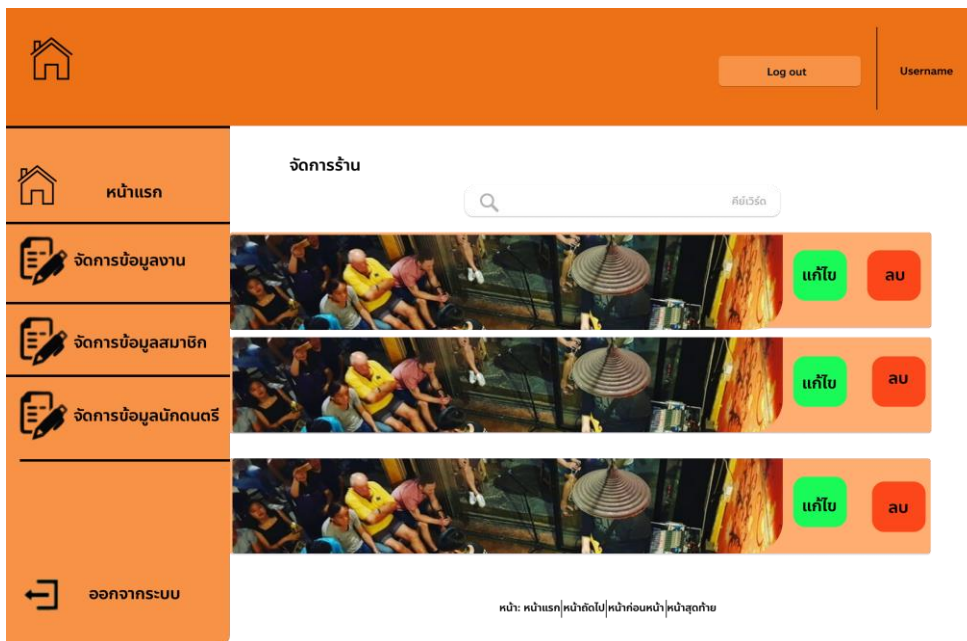 Log out
Username
หน้าแรก
จัดการข้อมูลงาน
จัดการข้อมูลสมาชิก
จัดการข้อมูลนักดนตรี
ออกจากระบบ
จัดการร้าน
คีย์เวิร์ด
แก้ไข ลบ
แก้ไข ลบ
แก้ไข ลบ
หน้า: หน้าแรก|หน้าถัดไป|หน้าก่อนหน้า|หน้าสุดท้าย